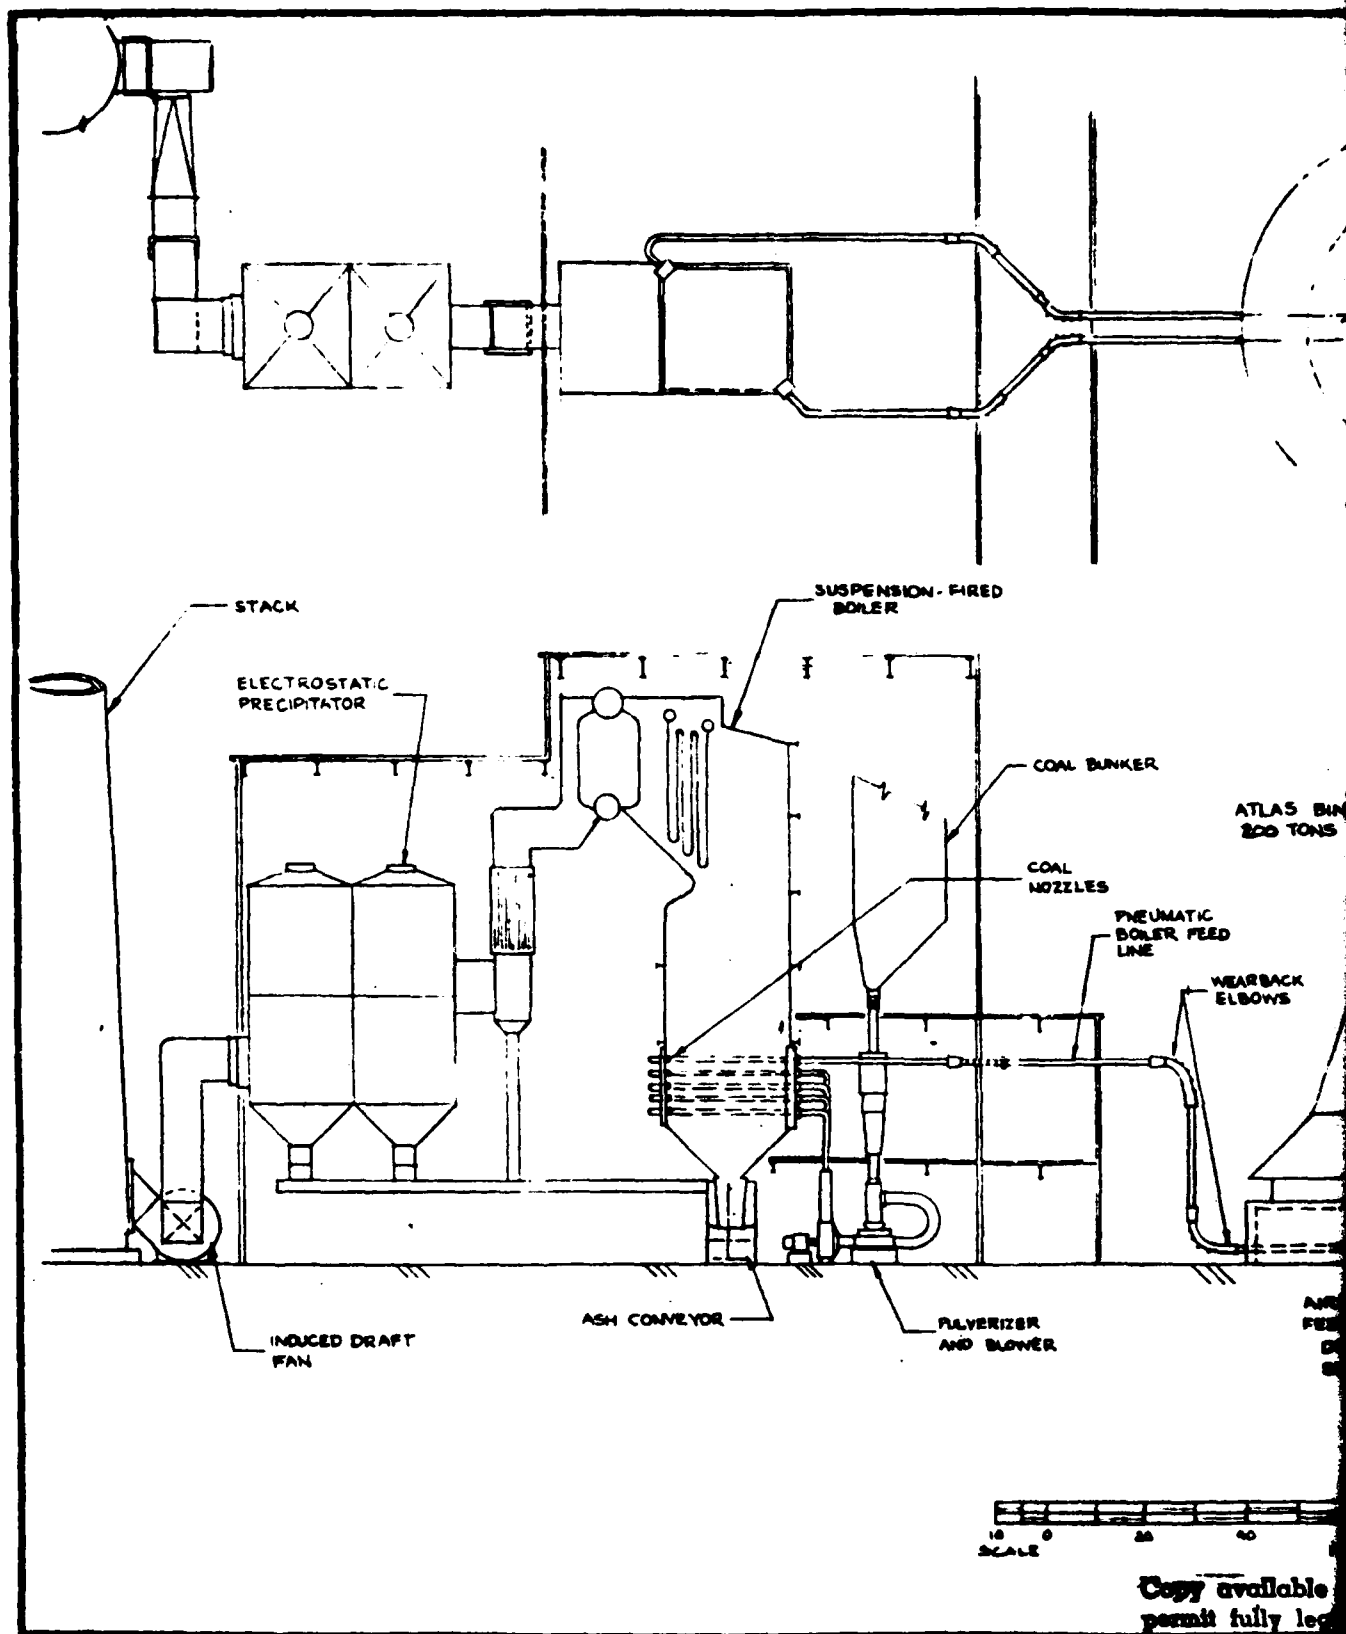 STACK
SUSPENSION-FIRED
BOILER
ELECTROSTATIC
PRECIPITATOR
COAL BUNKER
ATLAS BIN
200 TONS
COAL
NOZZLES
PNEUMATIC
BOILER FEED
LINE
WEARBACK
ELBOWS
ASH CONVEYOR
PULVERIZER
AND BLOWER
INDUCED DRAFT
FAN
AIR
10 0 20 40
SCALE
Copy available
permit fully